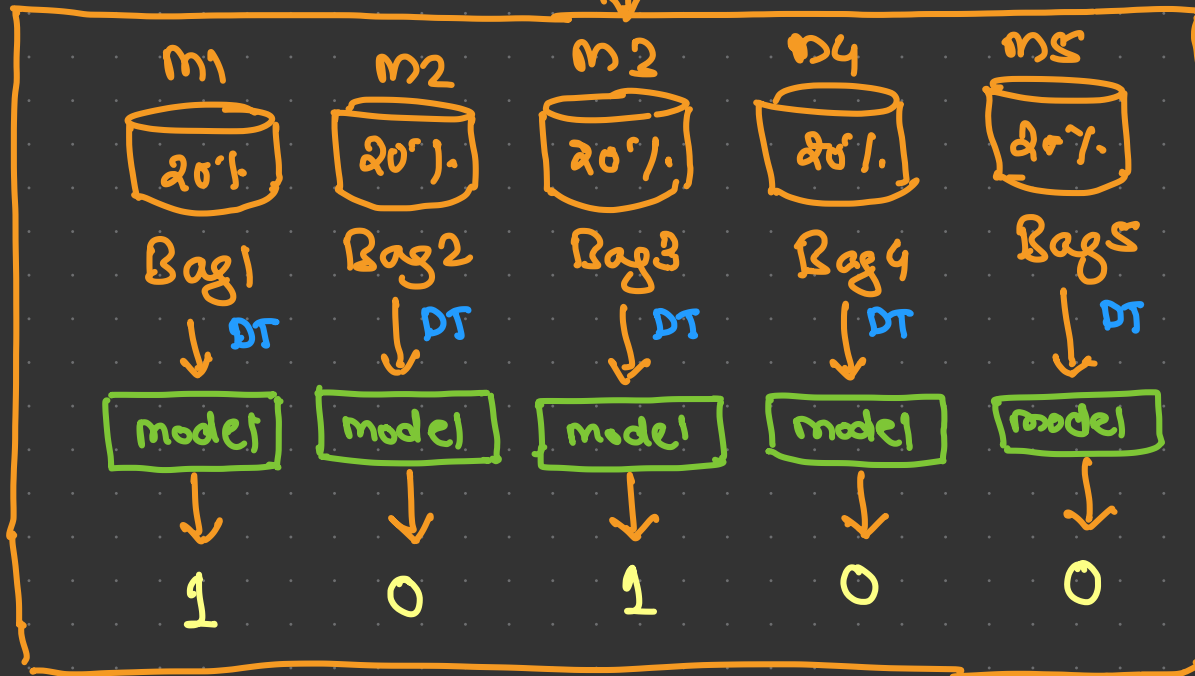 m1 m2 m3 m4 m5
20% 20% 20% 20% 20%
Bag1 Bag2 Bag3 Bag4 Bag5
DT DT DT DT DT
model model model model model
1 0 1 0 0